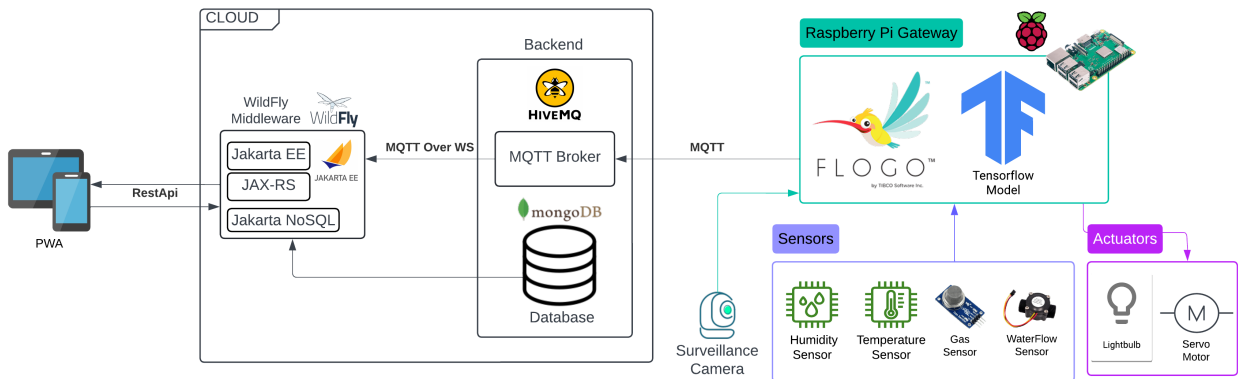 CLOUD
Backend
HIVEMQ
WildFly
Middleware
WildFly
Jakarta EE
JAX-RS
Jakarta NoSQL
JAKARTA EE
MQTT Over WS
MQTT Broker
MQTT
mongoDB
Database
RestApi
PWA
Raspberry Pi Gateway
FLOGO™
by TIBCO Software Inc.
Tensorflow
Model
Sensors
Actuators
Humidity
Sensor
Temperature
Sensor
Gas
Sensor
WaterFlow
Sensor
Surveillance
Camera
Lightbulb
M
Servo
Motor